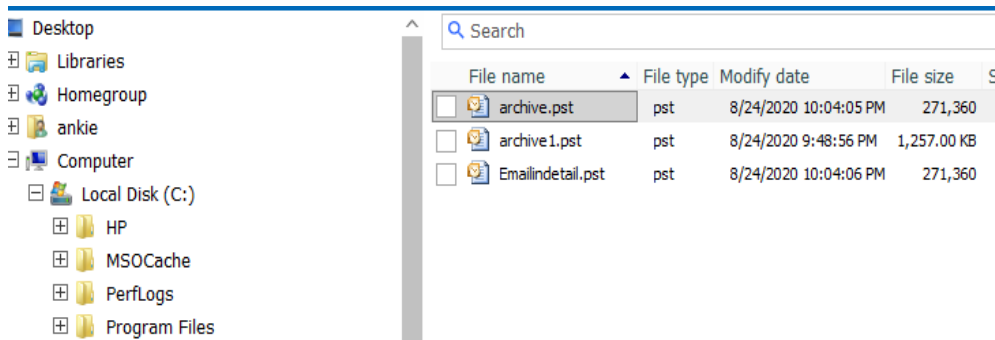 Desktop
Libraries
Homegroup
ankie
Computer
Local Disk (C:)
HP
MSOCache
PerfLogs
Program Files
Search
File name File type Modify date File size S
archive.pst pst 8/24/2020 10:04:05 PM 271,360
archive1.pst pst 8/24/2020 9:48:56 PM 1,257.00 KB
Emailindetail.pst pst 8/24/2020 10:04:06 PM 271,360